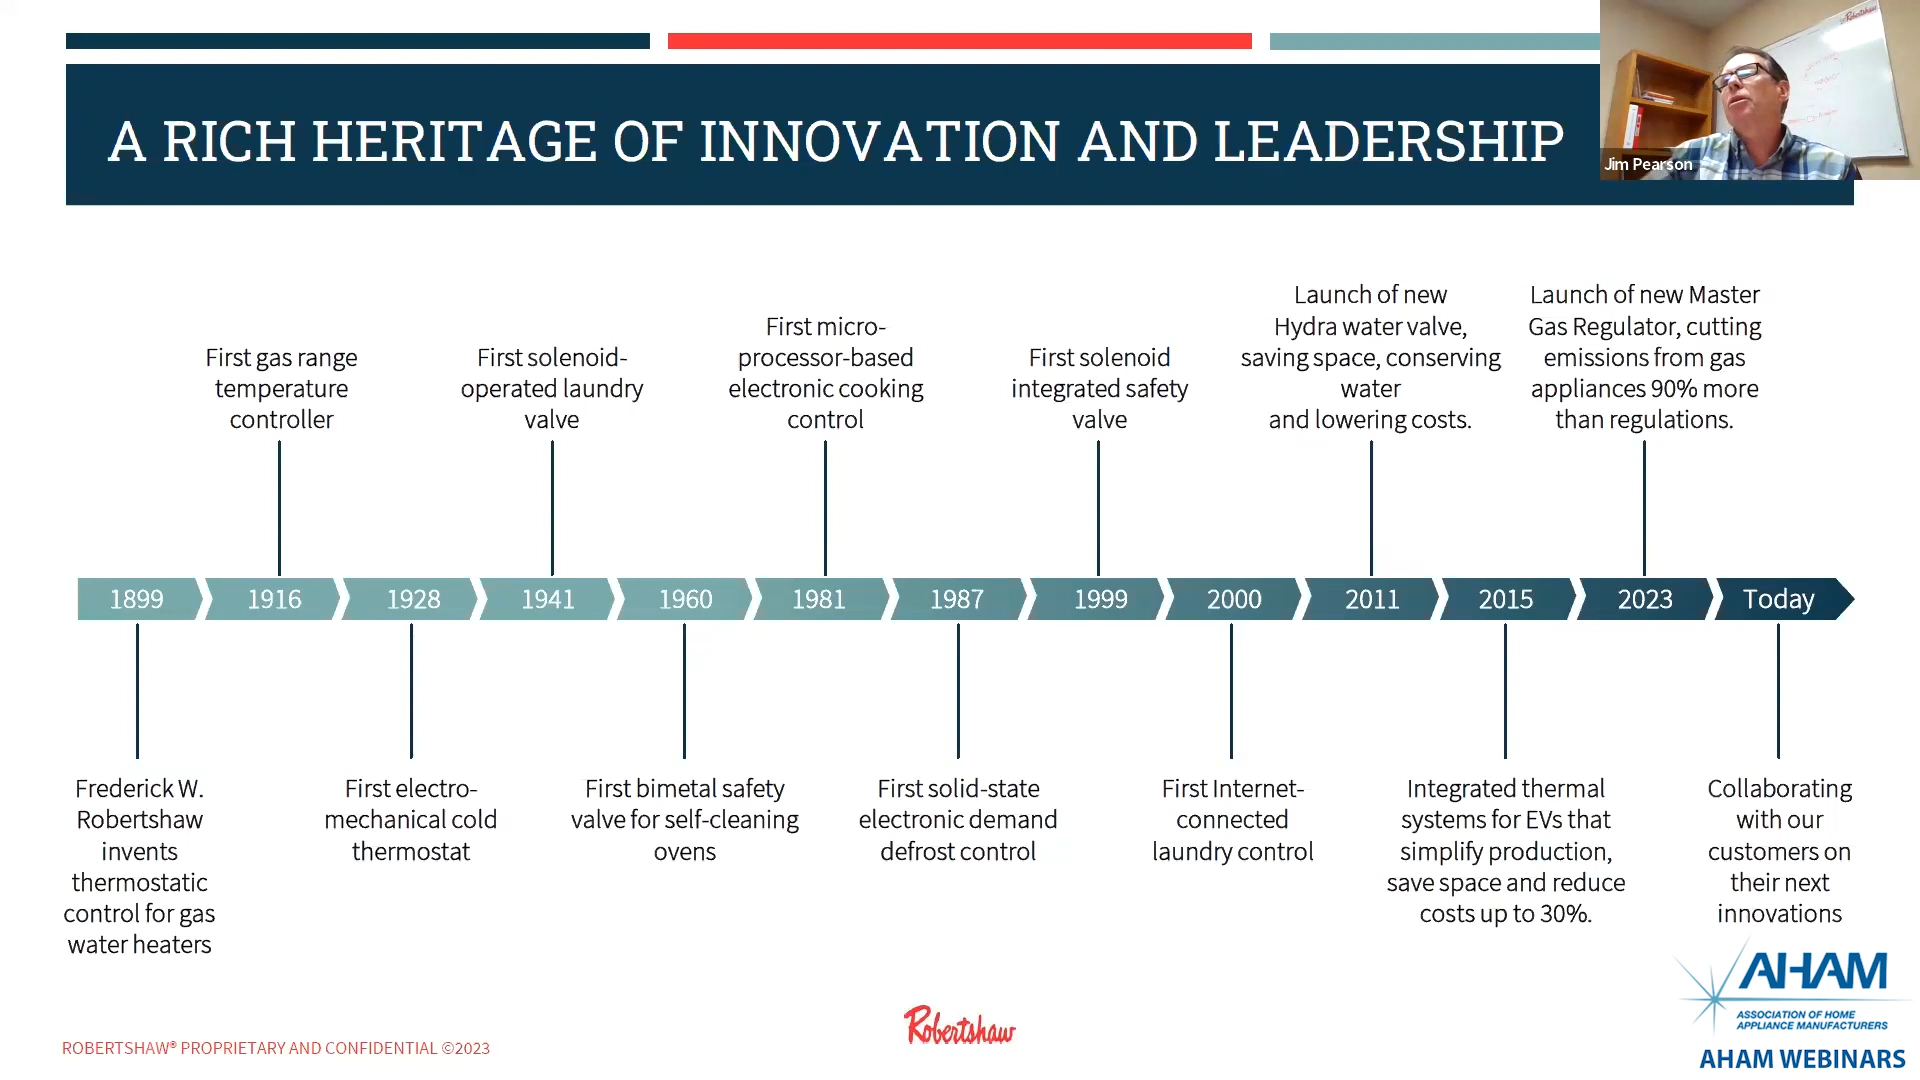 A RICH HERITAGE OF INNOVATION AND LEADERSHIP
Robertshaw
Jim Pearson
First gas range
temperature
controller
First solenoid-
operated laundry
valve
First micro-
processor-based
electronic cooking
control
First solenoid
integrated safety
valve
Launch of new
Hydra water valve,
saving space, conserving
water
and lowering costs.
Launch of new Master
Gas Regulator, cutting
emissions from gas
appliances 90% more
than regulations.
1899 1916 1928 1941 1960 1981 1987 1999 2000 2011 2015 2023 Today
Frederick W.
Robertshaw
invents
thermostatic
control for gas
water heaters
First electro-
mechanical cold
thermostat
First bimetal safety
valve for self-cleaning
ovens
First solid-state
electronic demand
defrost control
First Internet-
connected
laundry control
Integrated thermal
systems for EVs that
simplify production,
save space and reduce
costs up to 30%.
Collaborating
with our
customers on
their next
innovations
ROBERTSHAW® PROPRIETARY AND CONFIDENTIAL ©2023
Robertshaw
AHAM
ASSOCIATION OF HOME
APPLIANCE MANUFACTURERS
AHAM WEBINARS